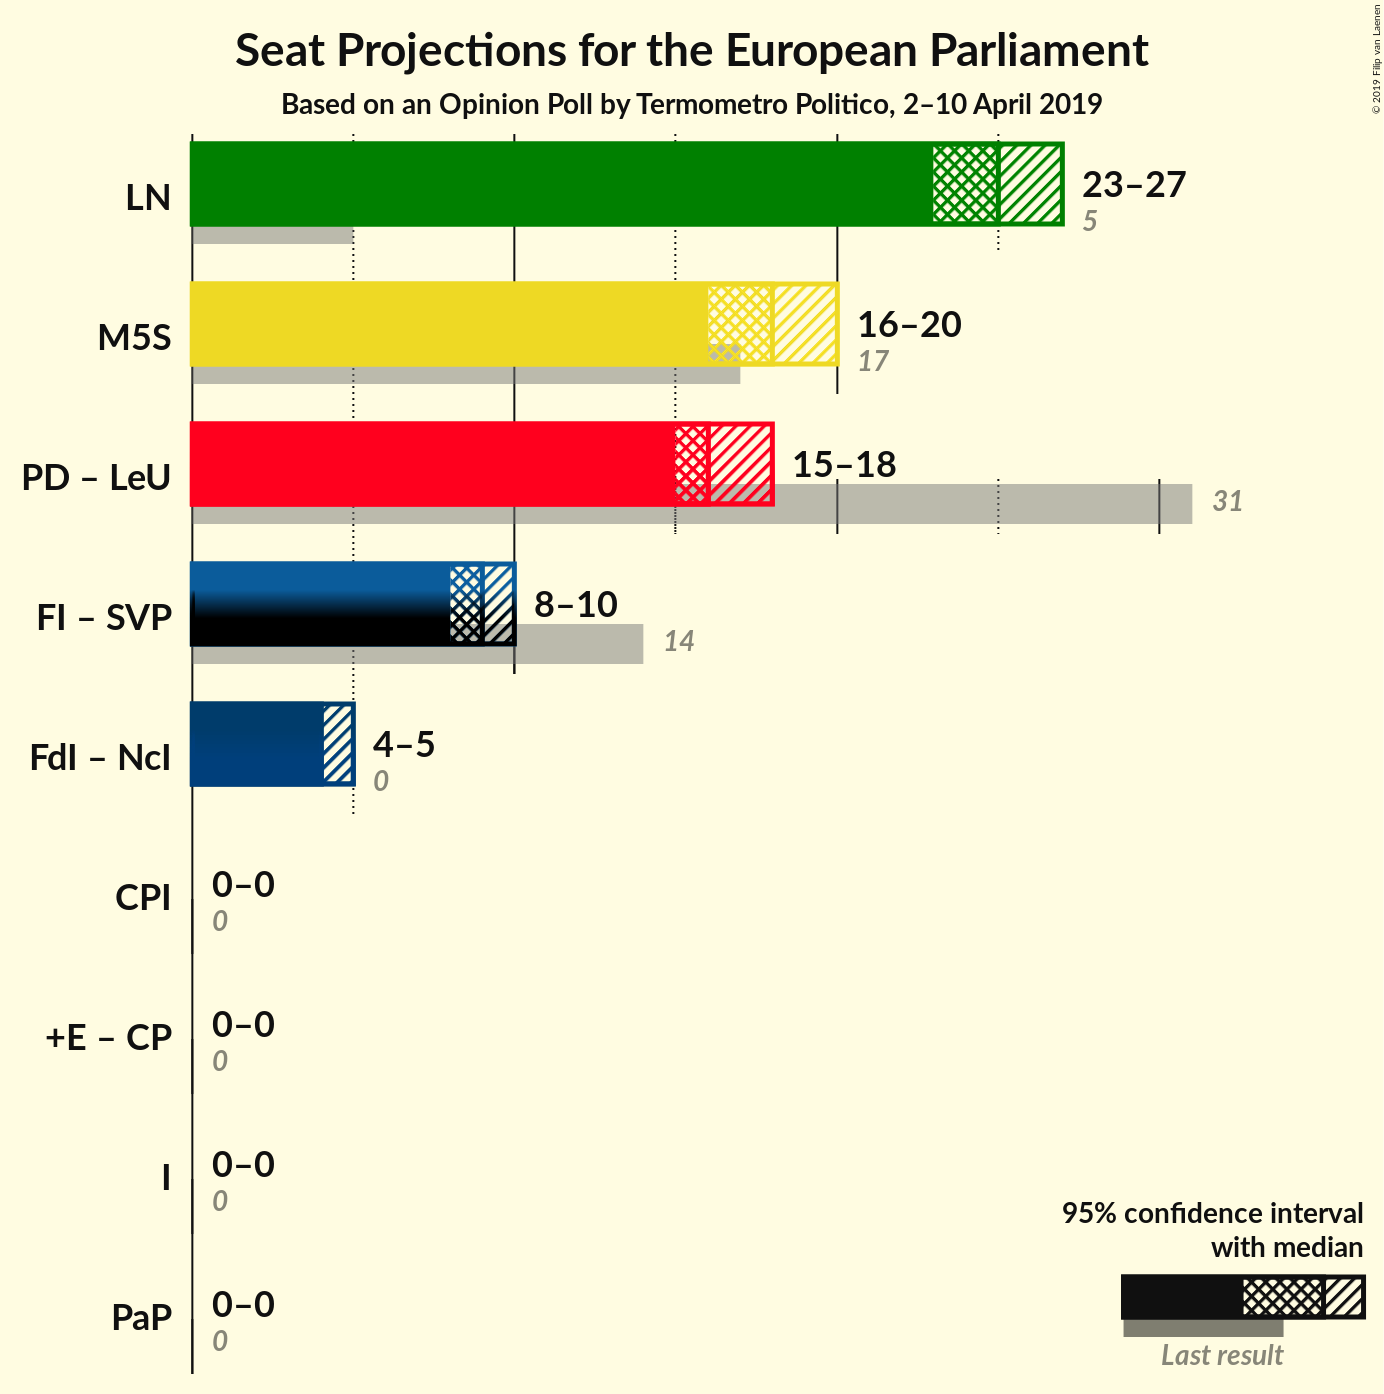 Seat Projections for the European Parliament
Based on an Opinion Poll by Termometro Politico, 2–10 April 2019
© 2019 Filip van Laenen
LN
23–27
5
M5S
16–20
17
PD – LeU
15–18
31
FI – SVP
8–10
14
FdI – NcI
4–5
0
CPI
0–0
0
+E – CP
0–0
0
I
0–0
0
PaP
0–0
0
95% confidence interval
with median
Last result